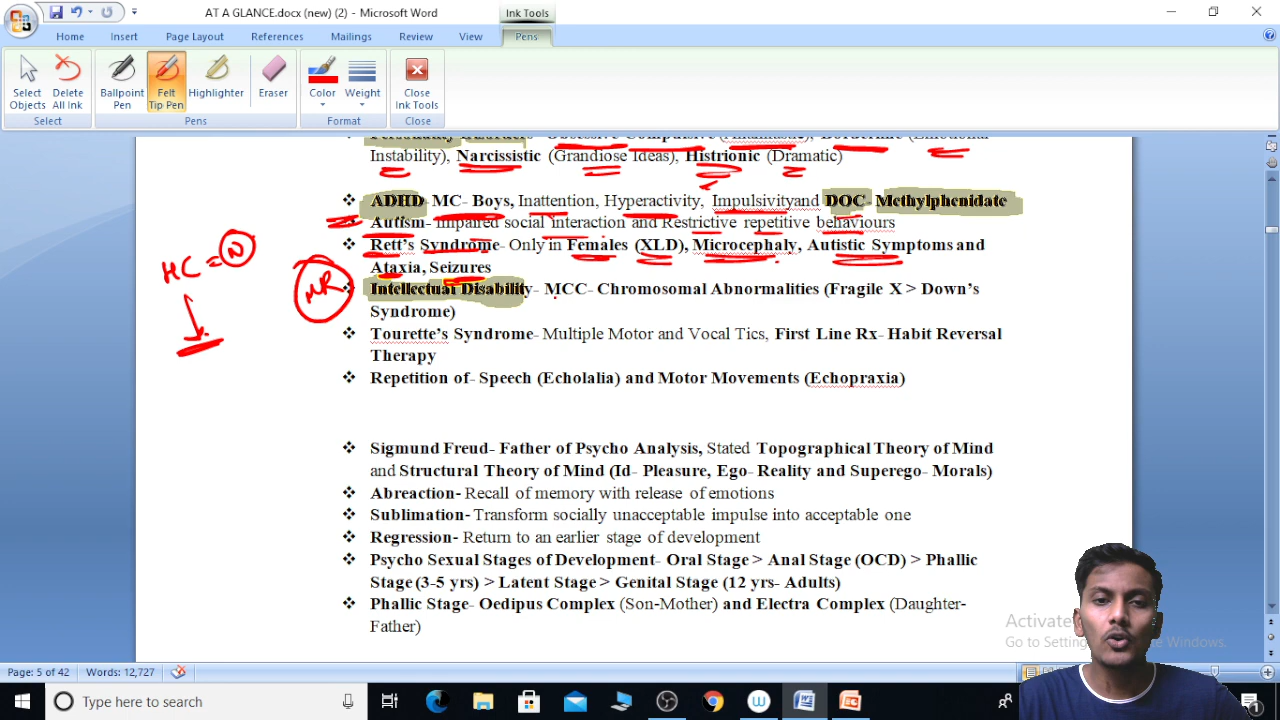 AT A GLANCE.docx (new) (2) - Microsoft Word
Ink Tools
Home Insert Page Layout References Mailings Review View Pens
Select Objects Delete All Ink Ballpoint Pen Felt Tip Pen Highlighter Eraser Color Weight Close Ink Tools
Select Pens Format Close
Instability), Narcissistic (Grandiose Ideas), Histrionic (Dramatic)
❖ ADHD- MC- Boys, Inattention, Hyperactivity, Impulsivityand DOC- Methylphenidate
Autism- Impaired social interaction and Restrictive repetitive behaviours
❖ Rett's Syndrome- Only in Females (XLD), Microcephaly, Autistic Symptoms and
Ataxia, Seizures
HC = N
MR
❖ Intellectual Disability- MCC- Chromosomal Abnormalities (Fragile X > Down's
Syndrome)
❖ Tourette's Syndrome- Multiple Motor and Vocal Tics, First Line Rx- Habit Reversal
Therapy
❖ Repetition of- Speech (Echolalia) and Motor Movements (Echopraxia)
❖ Sigmund Freud- Father of Psycho Analysis, Stated Topographical Theory of Mind
and Structural Theory of Mind (Id- Pleasure, Ego- Reality and Superego- Morals)
❖ Abreaction- Recall of memory with release of emotions
❖ Sublimation- Transform socially unacceptable impulse into acceptable one
❖ Regression- Return to an earlier stage of development
❖ Psycho Sexual Stages of Development- Oral Stage > Anal Stage (OCD) > Phallic
Stage (3-5 yrs) > Latent Stage > Genital Stage (12 yrs- Adults)
❖ Phallic Stage- Oedipus Complex (Son-Mother) and Electra Complex (Daughter-
Father)
Activate
Go to Setting Windows.
Page: 5 of 42 Words: 12,727
Type here to search